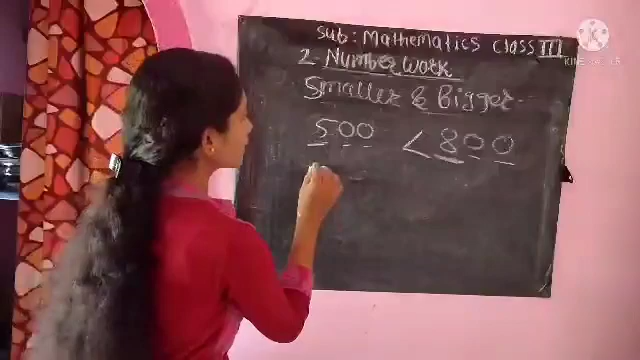 Sub: Mathematics Class III
2. Number work
Smaller & Bigger
500 < 800